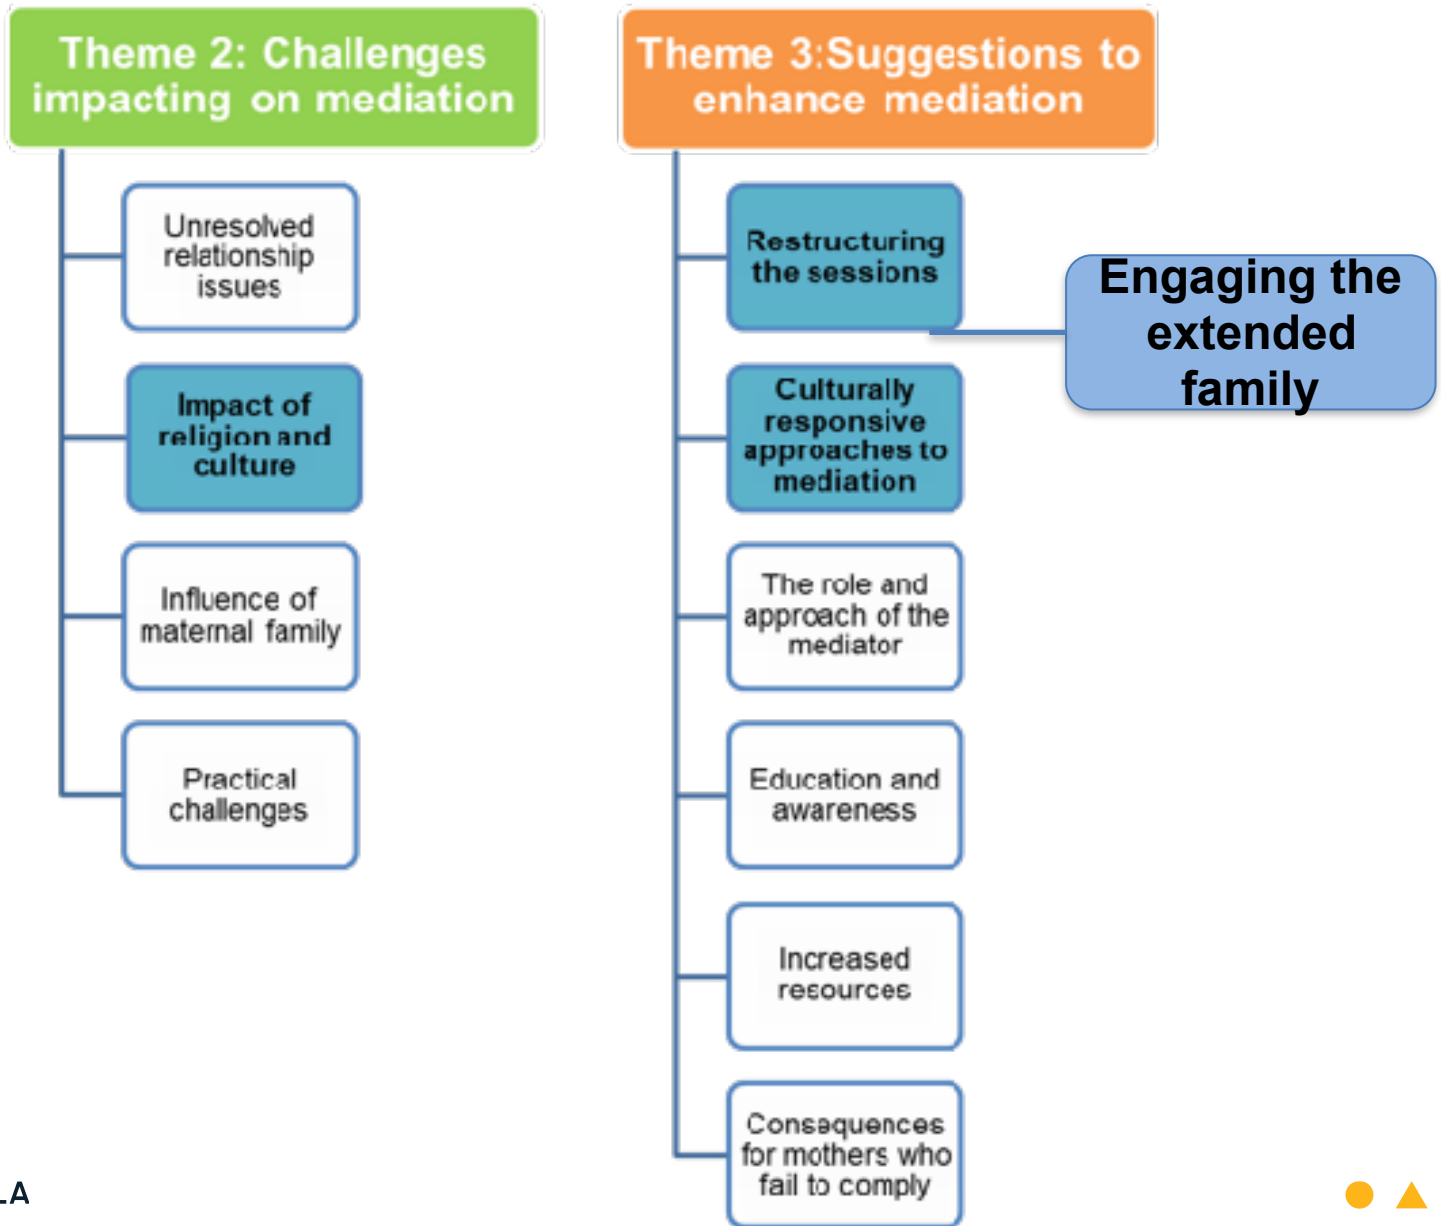 Theme 2: Challenges
impacting on mediation
Unresolved
relationship
issues
Impact of
religion and
culture
Influence of
maternal family
Practical
challenges
Theme 3:Suggestions to
enhance mediation
Restructuring
the sessions
Engaging the
extended
family
Culturally
responsive
approaches to
mediation
The role and
approach of the
mediator
Education and
awareness
Increased
resources
Consequences
for mothers who
fail to comply
LA